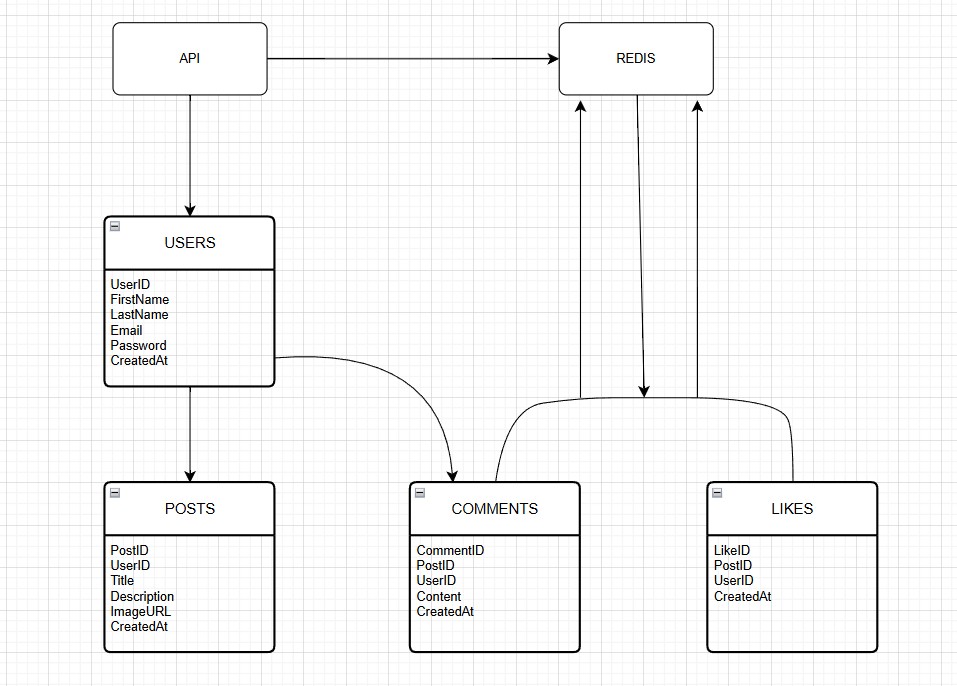 API
REDIS
USERS
UserID
FirstName
LastName
Email
Password
CreatedAt
POSTS
PostID
UserID
Title
Description
ImageURL
CreatedAt
COMMENTS
CommentID
PostID
UserID
Content
CreatedAt
LIKES
LikeID
PostID
UserID
CreatedAt